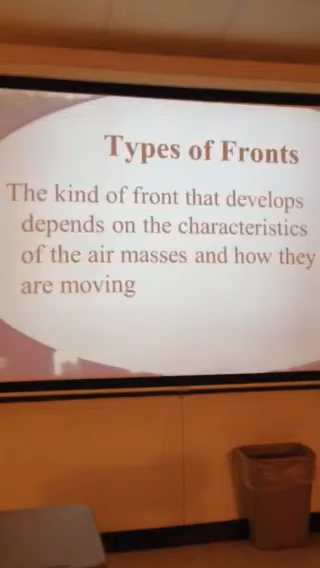 Types of Fronts
The kind of front that develops
depends on the characteristics
of the air masses and how they
are moving